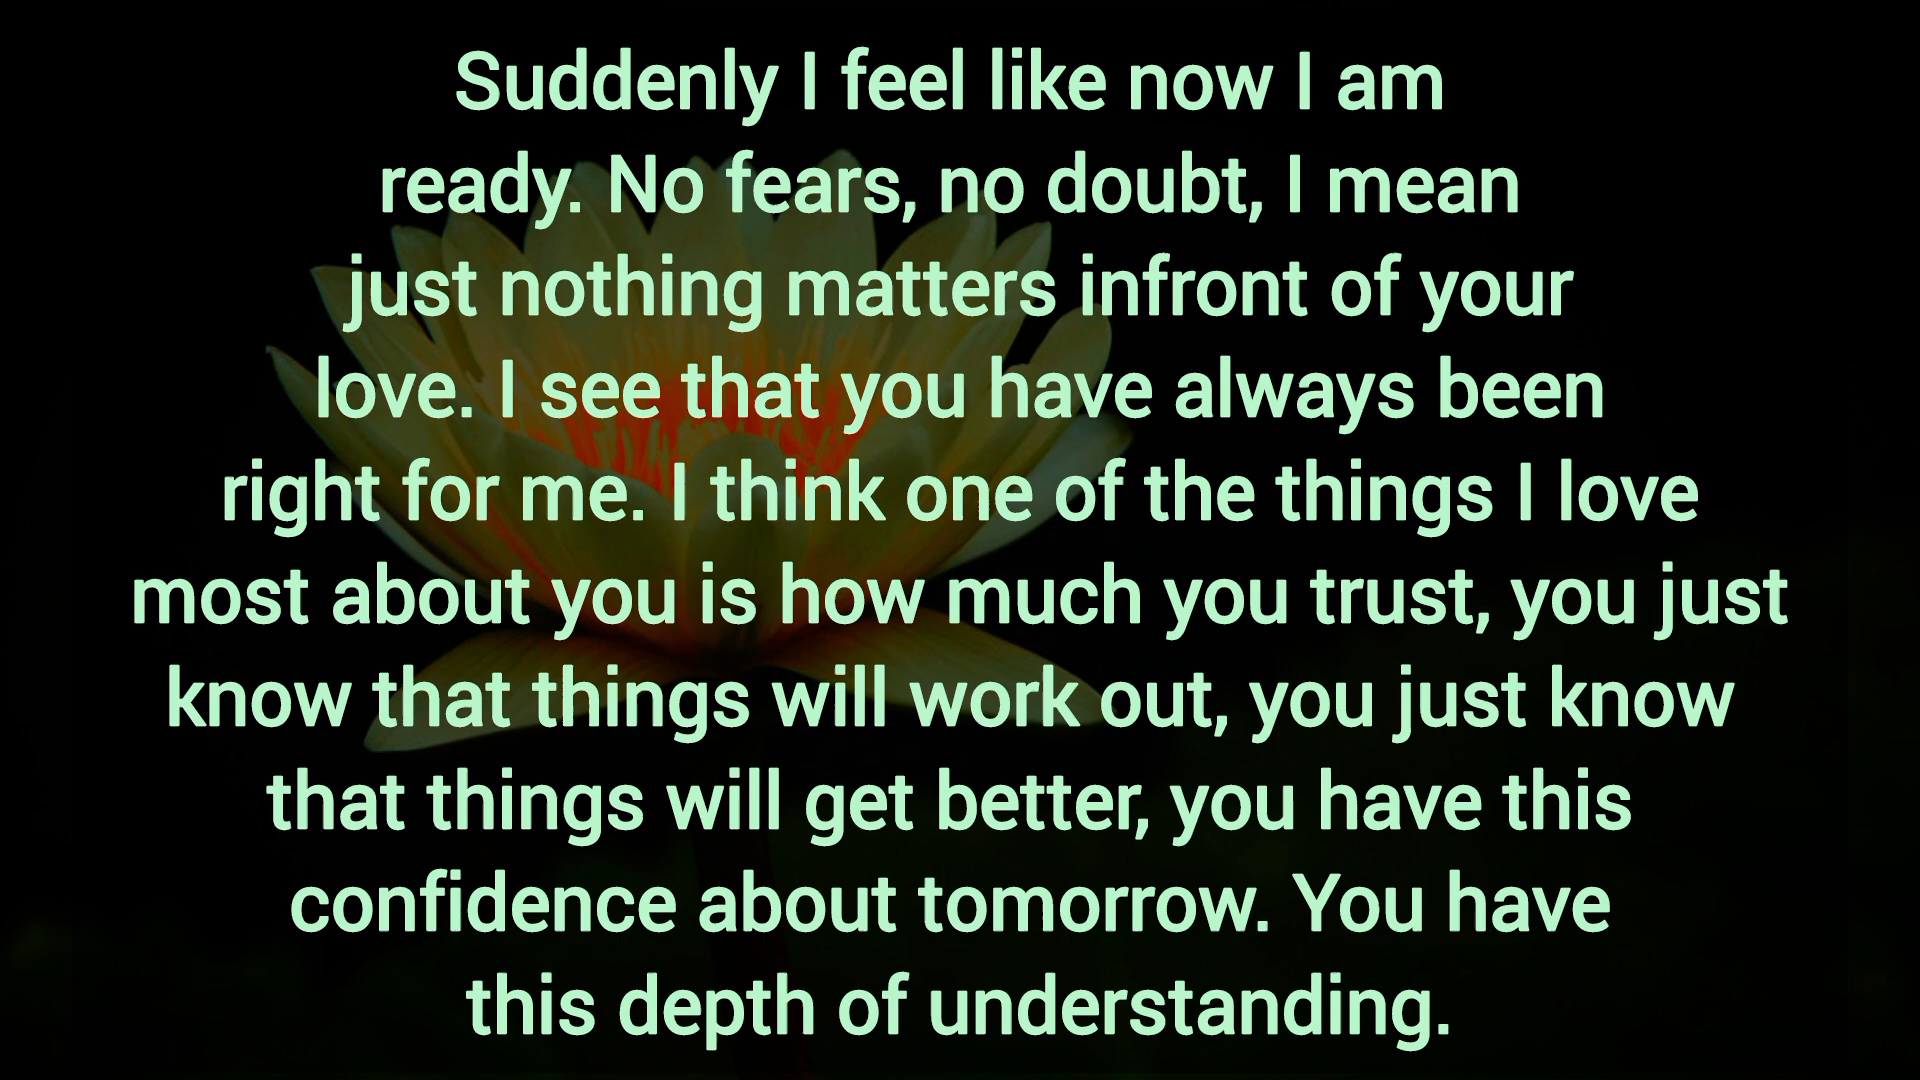 Suddenly I feel like now I am
ready. No fears, no doubt, I mean
just nothing matters infront of your
love. I see that you have always been
right for me. I think one of the things I love
most about you is how much you trust, you just
know that things will work out, you just know
that things will get better, you have this
confidence about tomorrow. You have
this depth of understanding.